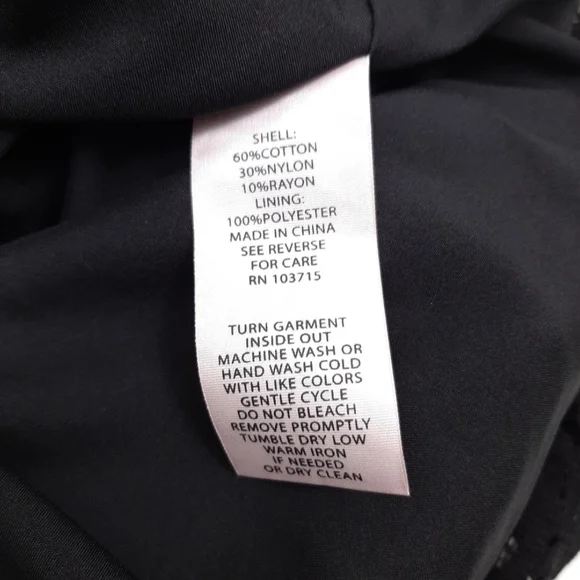 SHELL:
60%COTTON
30%NYLON
10%RAYON
LINING:
100%POLYESTER
MADE IN CHINA
SEE REVERSE
FOR CARE
RN 103715
TURN GARMENT
INSIDE OUT
MACHINE WASH OR
HAND WASH COLD
WITH LIKE COLORS
GENTLE CYCLE
DO NOT BLEACH
REMOVE PROMPTLY
TUMBLE DRY LOW
WARM IRON
IF NEEDED
OR DRY CLEAN